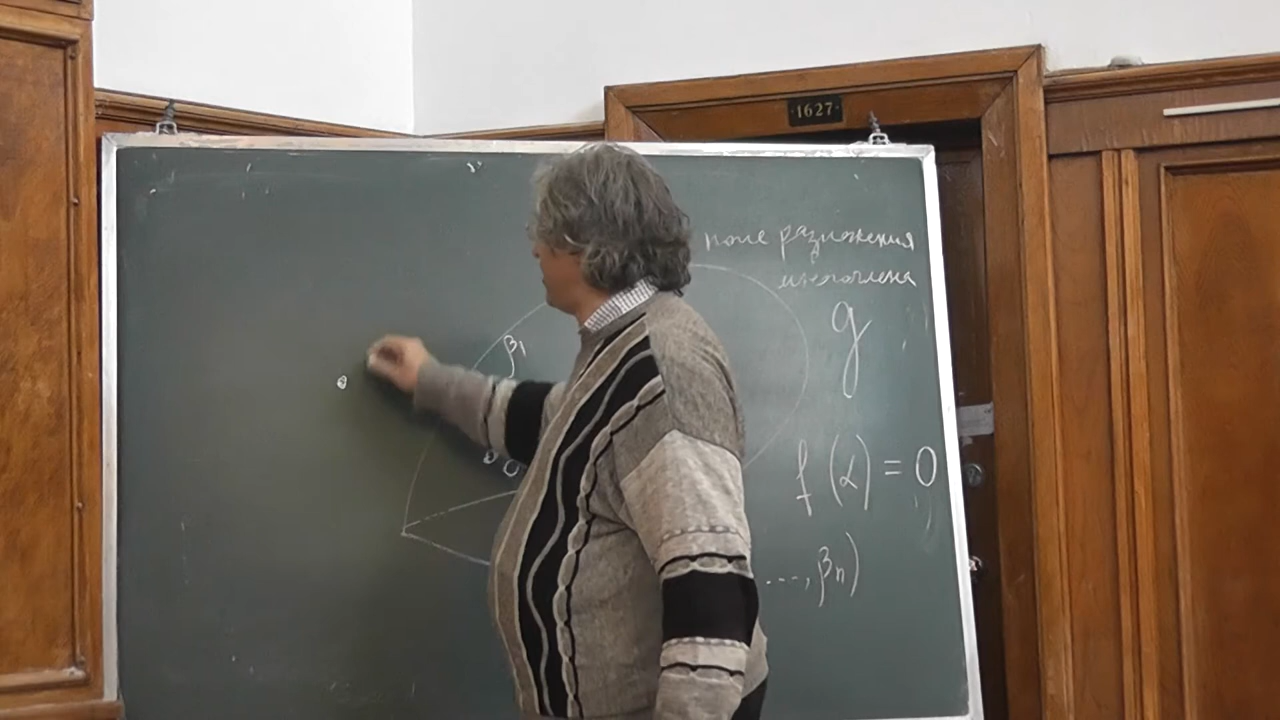 1627
поле разложения
многочлена
β₁
g
f(α) = 0
..., βₙ)